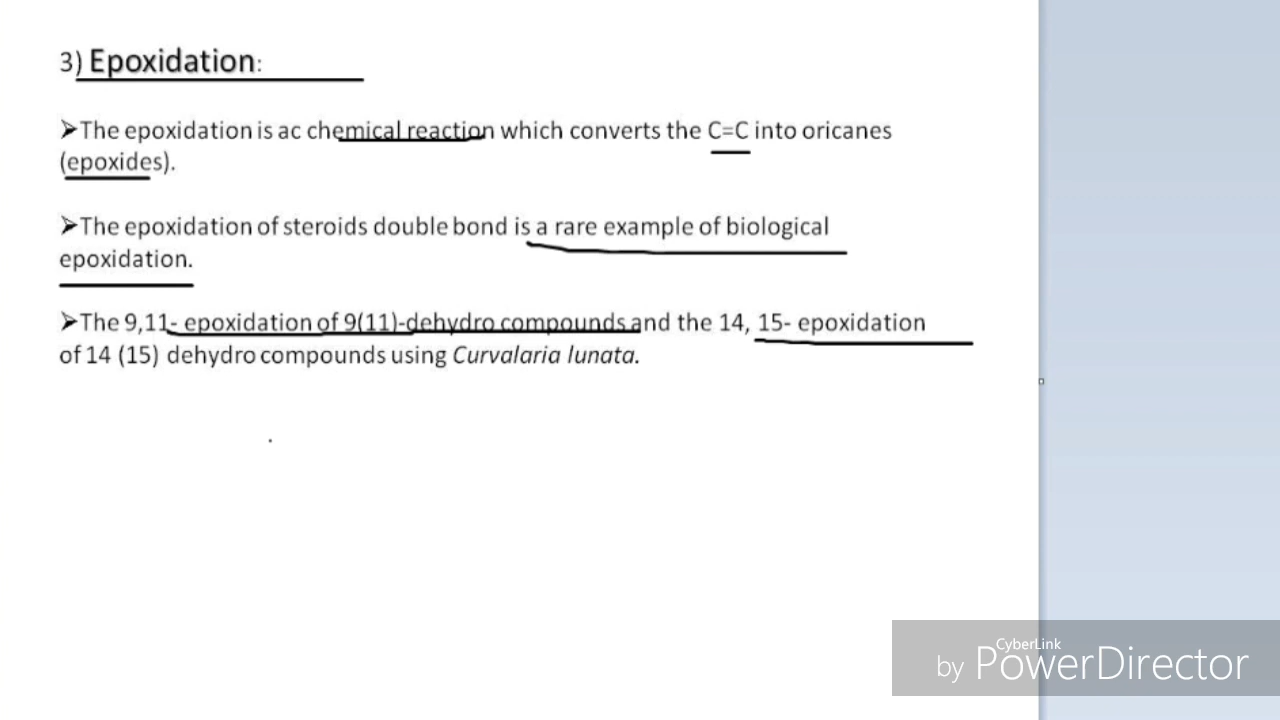 3) Epoxidation:
➢The epoxidation is ac chemical reaction which converts the C=C into oricanes
(epoxides).
➢The epoxidation of steroids double bond is a rare example of biological
epoxidation.
➢The 9,11- epoxidation of 9(11)-dehydro compounds and the 14, 15- epoxidation
of 14 (15) dehydro compounds using Curvalaria lunata.
CyberLink
by PowerDirector